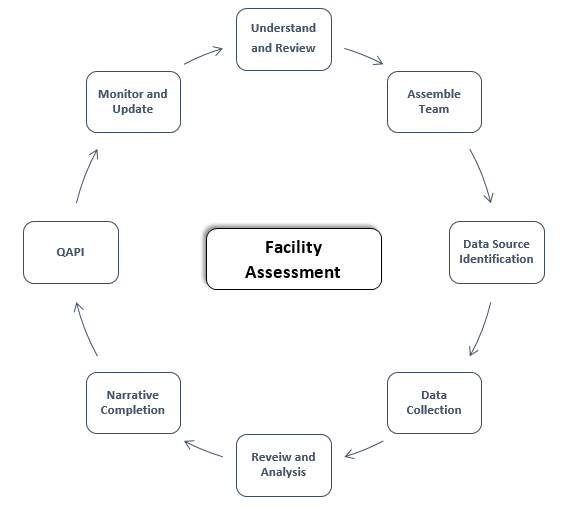 Understand
and Review
Assemble
Team
Data Source
Identification
Data
Collection
Reveiw and
Analysis
Narrative
Completion
QAPI
Monitor and
Update
Facility
Assessment